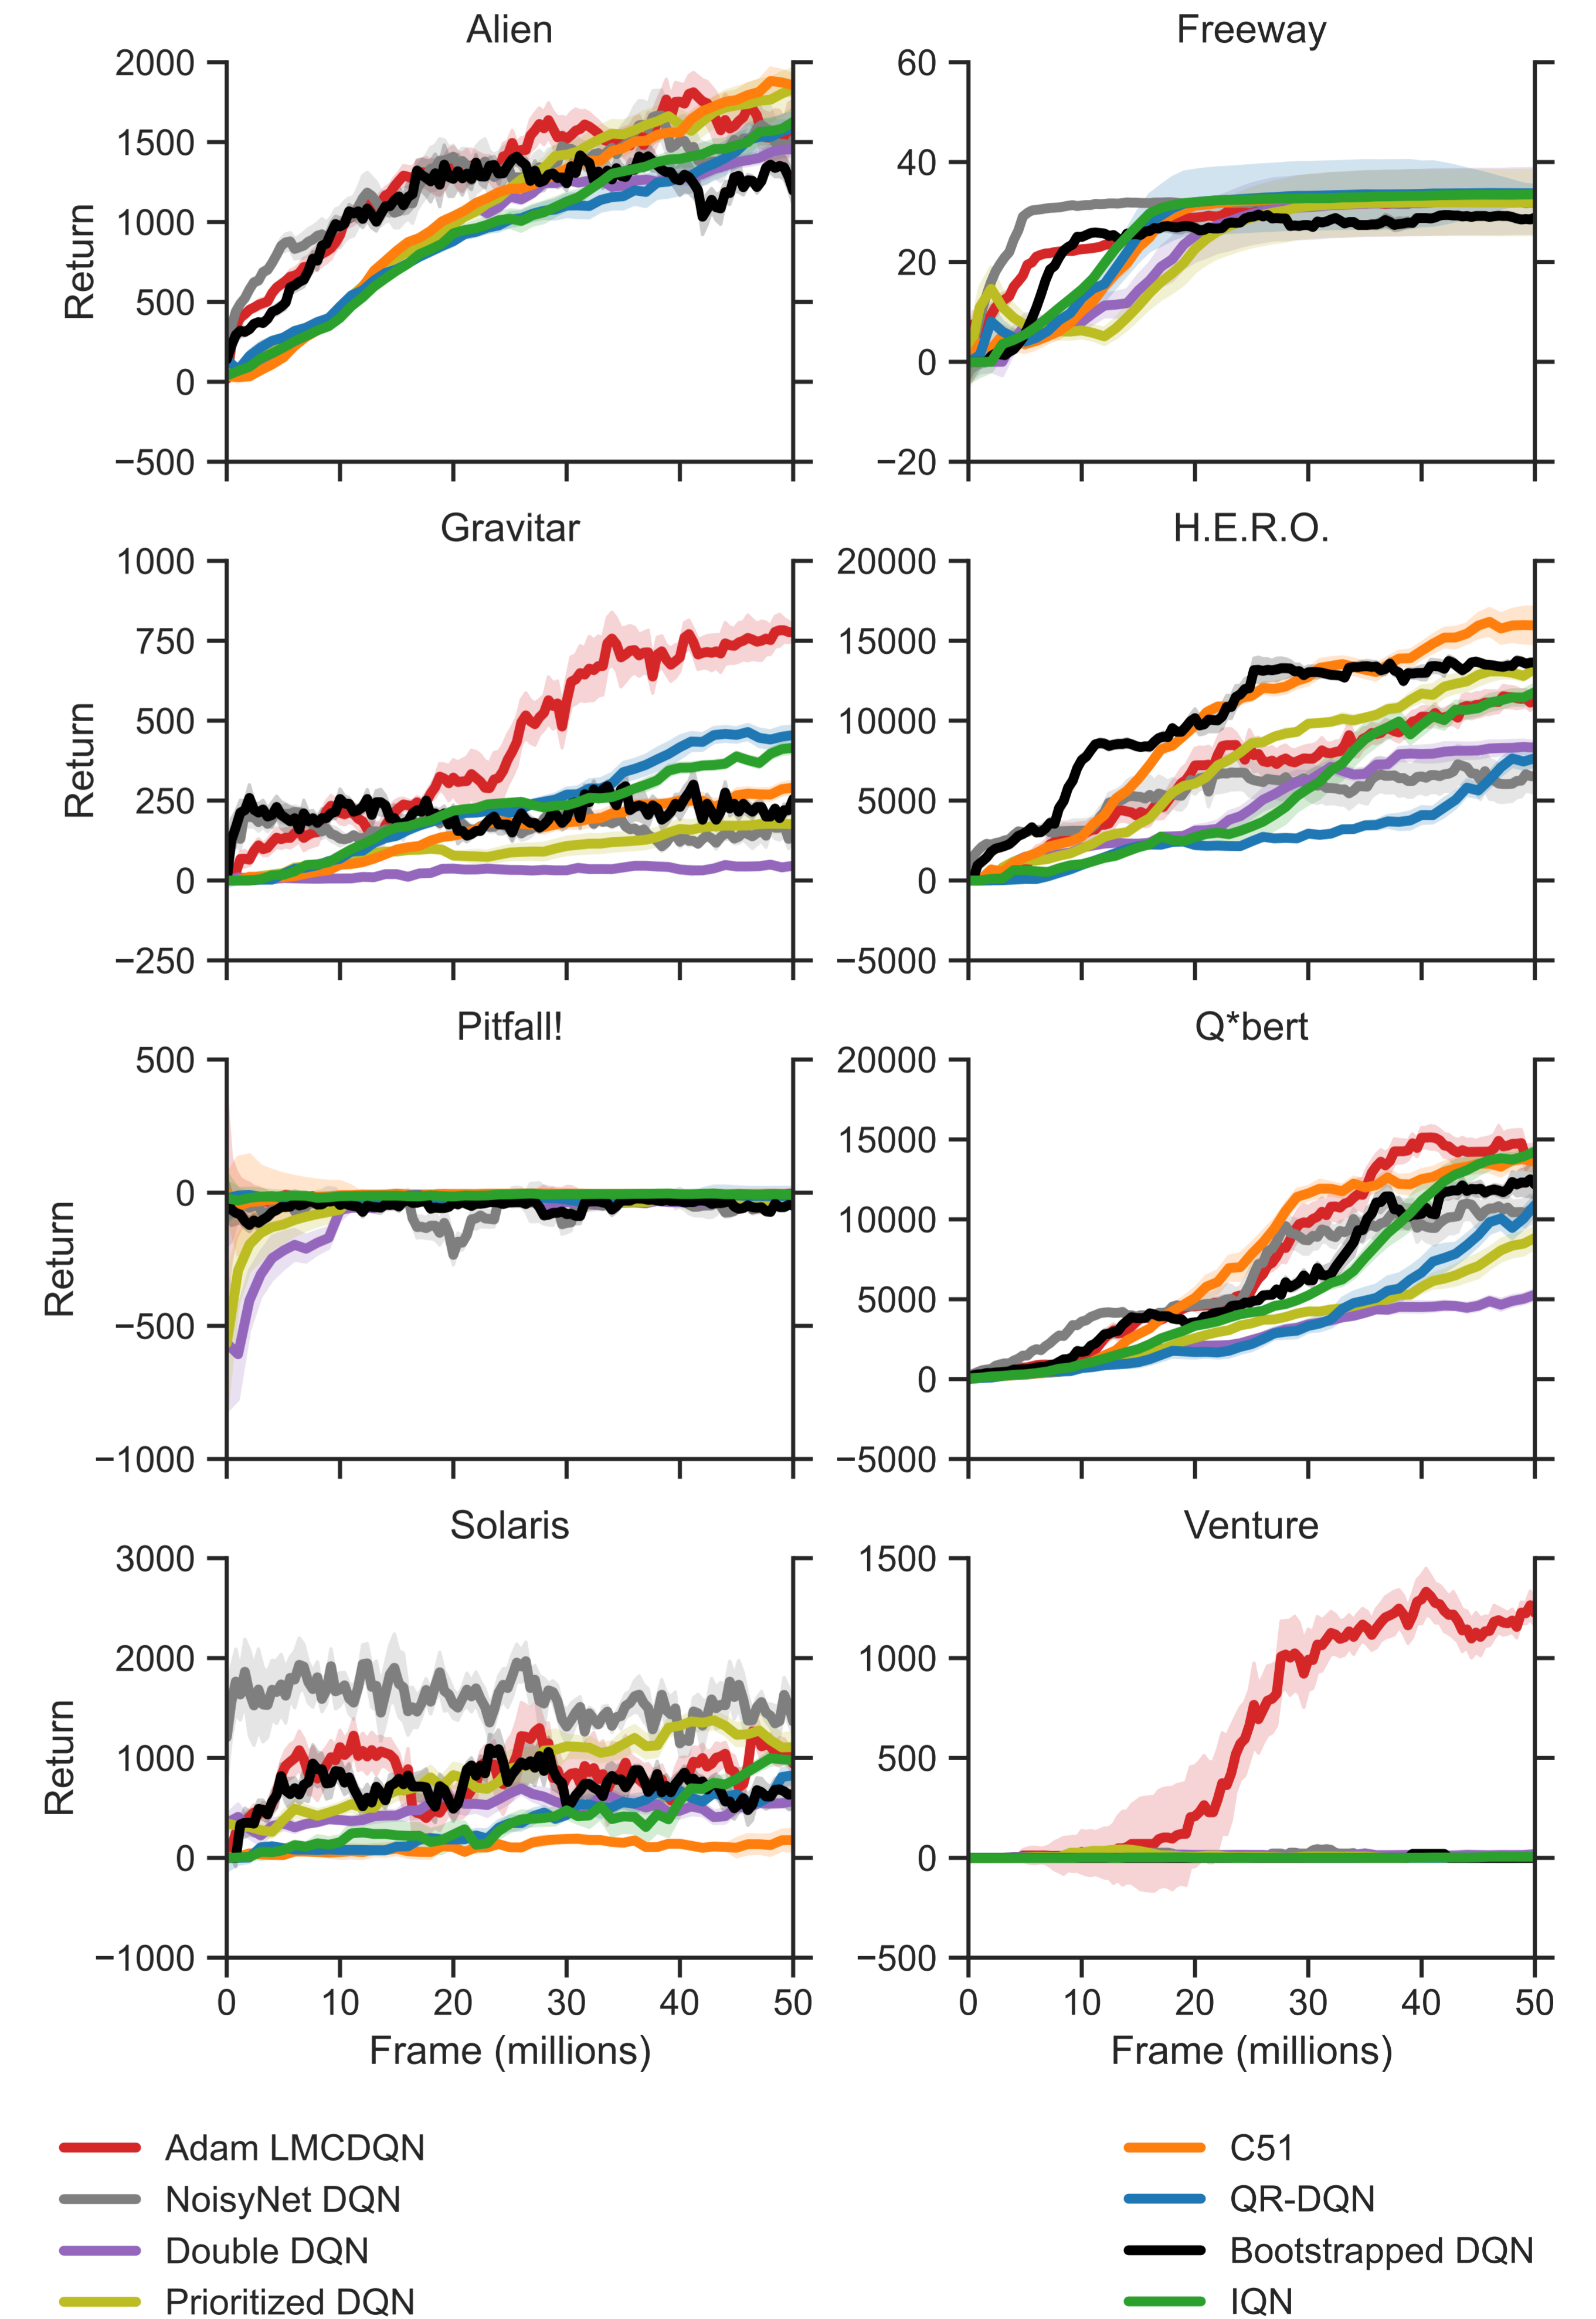 Alien
Freeway
2000
1500
1000
500
0
−500
Return
60
40
20
0
−20
Gravitar
H.E.R.O.
1000
750
500
250
0
−250
Return
20000
15000
10000
5000
0
−5000
Pitfall!
Q*bert
500
0
−500
−1000
Return
20000
15000
10000
5000
0
−5000
Solaris
Venture
3000
2000
1000
0
−1000
Return
1500
1000
500
0
−500
0 10 20 30 40 50
0 10 20 30 40 50
Frame (millions)
Frame (millions)
Adam LMCDQN
NoisyNet DQN
Double DQN
Prioritized DQN
C51
QR-DQN
Bootstrapped DQN
IQN